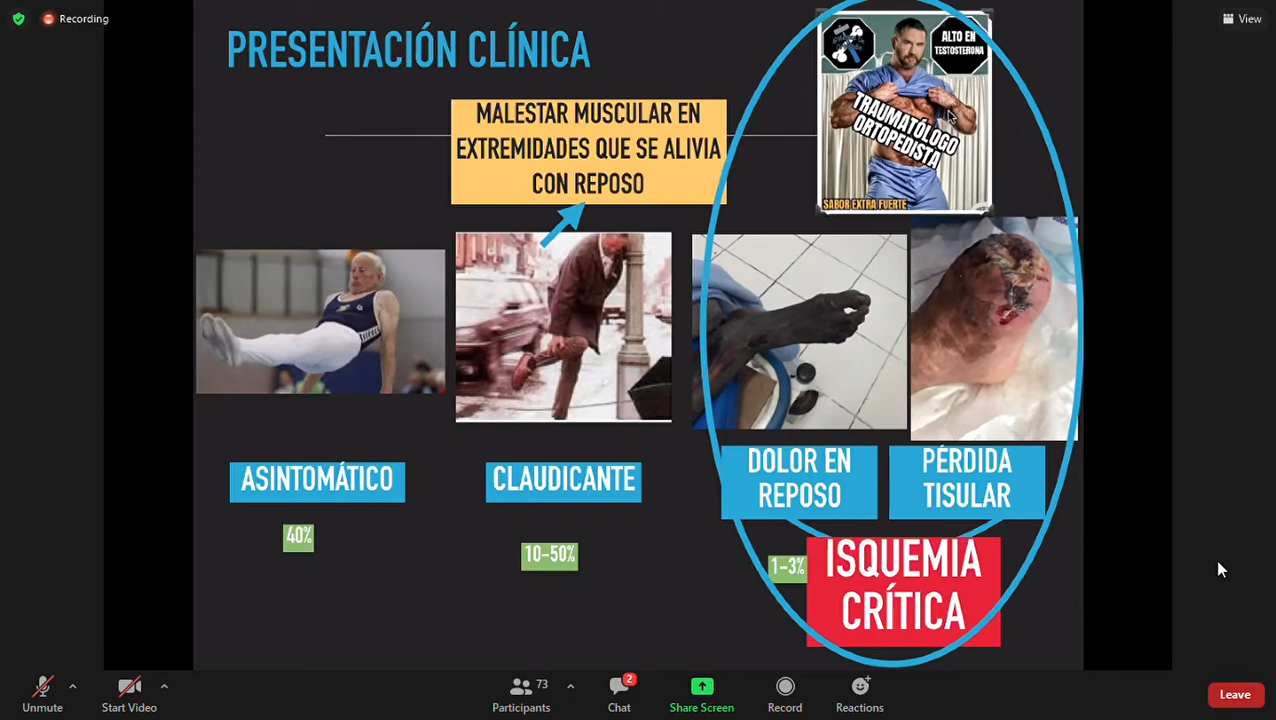 Recording
View
PRESENTACIÓN CLÍNICA
MALESTAR MUSCULAR EN
EXTREMIDADES QUE SE ALIVIA
CON REPOSO
ALTO EN
TESTOSTERONA
TRAUMATÓLOGO
ORTOPEDISTA
SABOR EXTRA FUERTE
ASINTOMÁTICO
CLAUDICANTE
DOLOR EN
REPOSO
PÉRDIDA
TISULAR
40%
10-50%
1-3%
ISQUEMIA
CRÍTICA
Unmute
Start Video
73
Participants
2
Chat
Share Screen
Record
Reactions
Leave